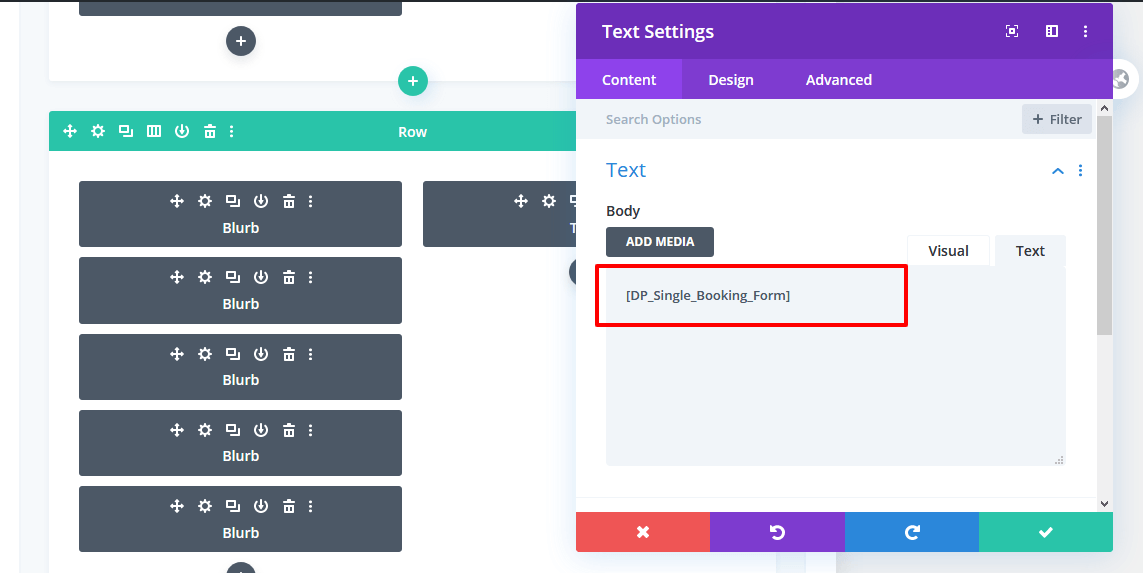 Text Settings
Content Design Advanced
Search Options + Filter
Text
Body
ADD MEDIA
Visual Text
[DP_Single_Booking_Form]
Row
Blurb
Blurb
Blurb
Blurb
Blurb